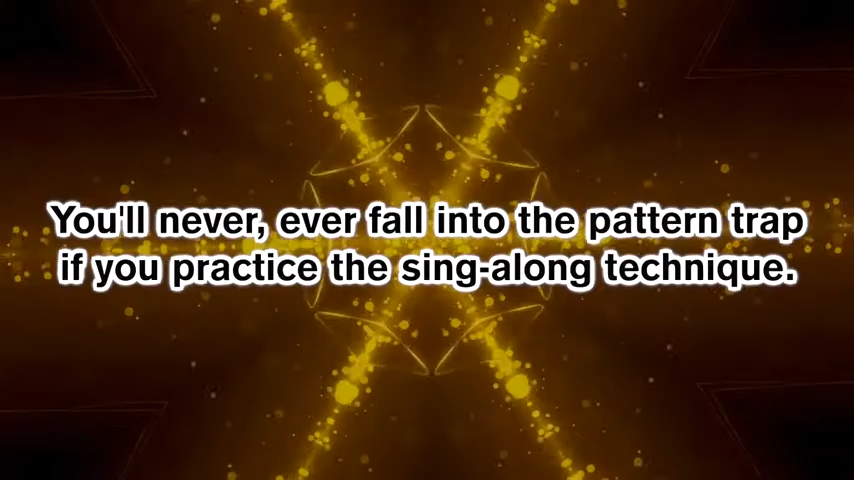 You'll never, ever fall into the pattern trap
if you practice the sing-along technique.